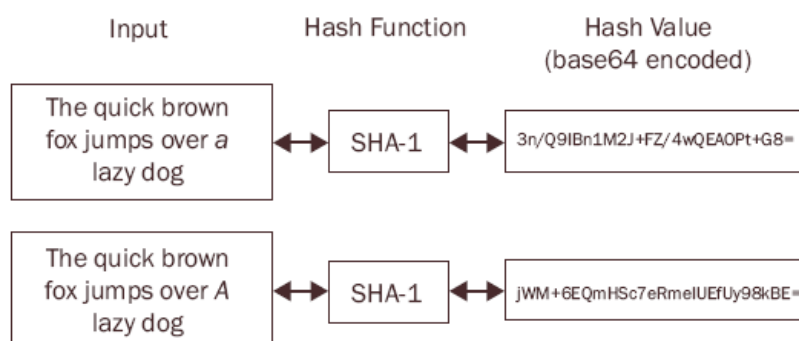 Input
Hash Function
Hash Value
(base64 encoded)
The quick brown
fox jumps over a
lazy dog
SHA-1
3n/Q9IBn1M2J+FZ/4wQEAOPt+G8=
The quick brown
fox jumps over A
lazy dog
SHA-1
jWM+6EQmHSc7eRmeIUEfUy98kBE=